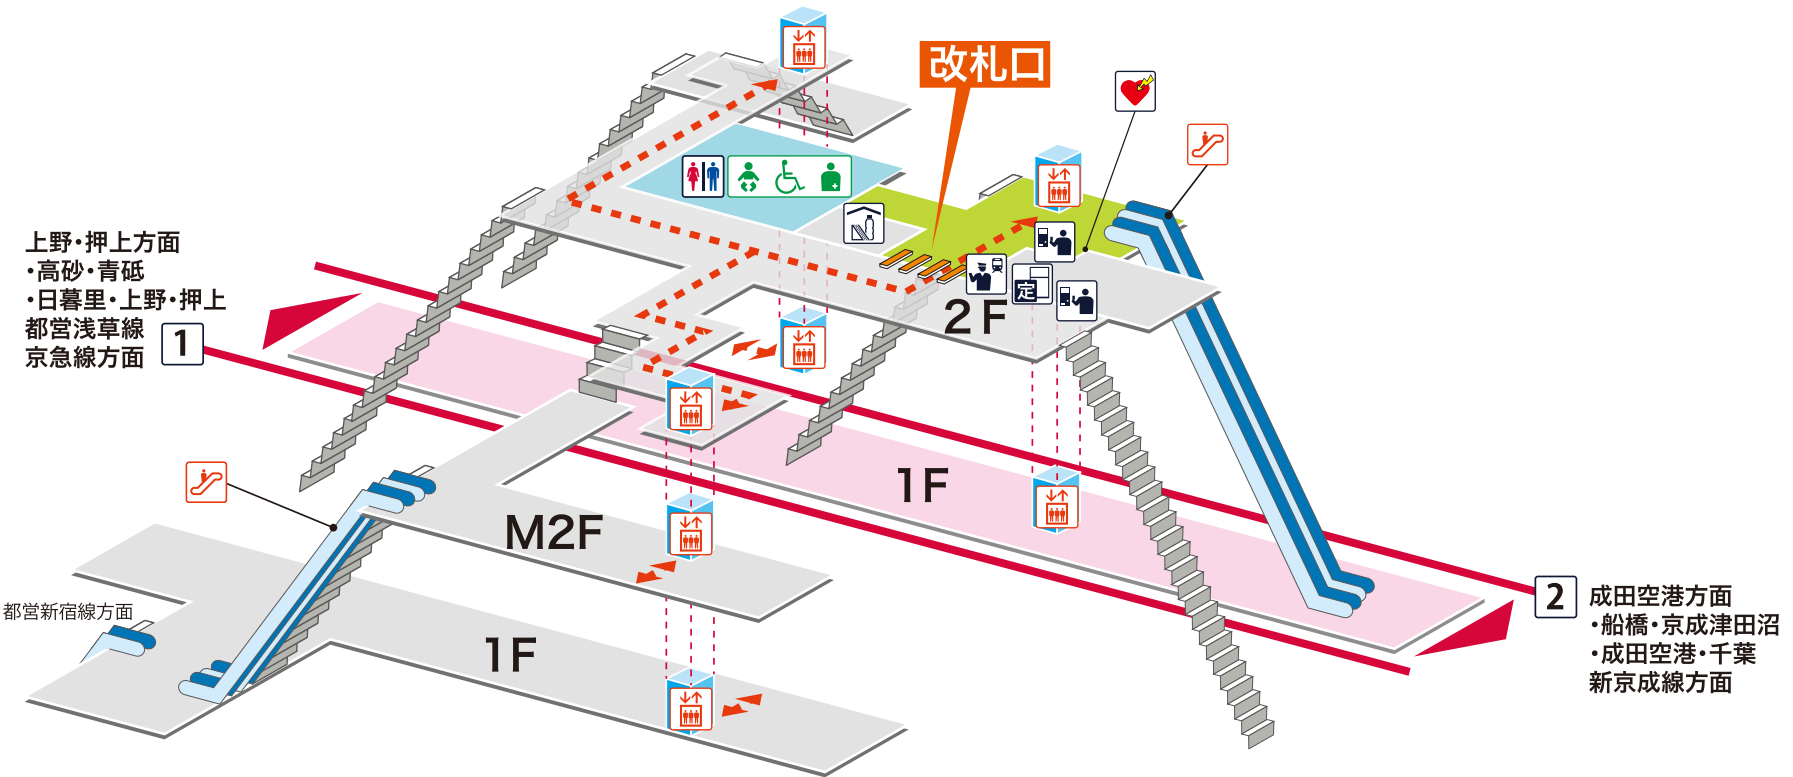 改札口
上野・押上方面
・高砂・青砥
・日暮里・上野・押上
都営浅草線
京急線方面
1
定
2F
1F
M2F
都営新宿線方面
1F
2
成田空港方面
・船橋・京成津田沼
・成田空港・千葉
新京成線方面